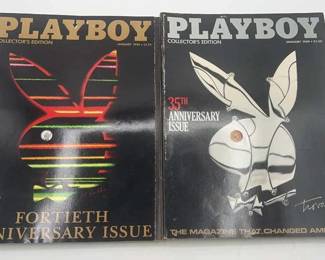 PLAYBOY
COLLECTOR'S EDITION
FORTIETH
NIVERSARY ISSUE
PLAYBOY
COLLECTOR'S EDITION
35TH
ANNIVERSARY
ISSUE
THE MAGAZINE THAT CHANGED AME